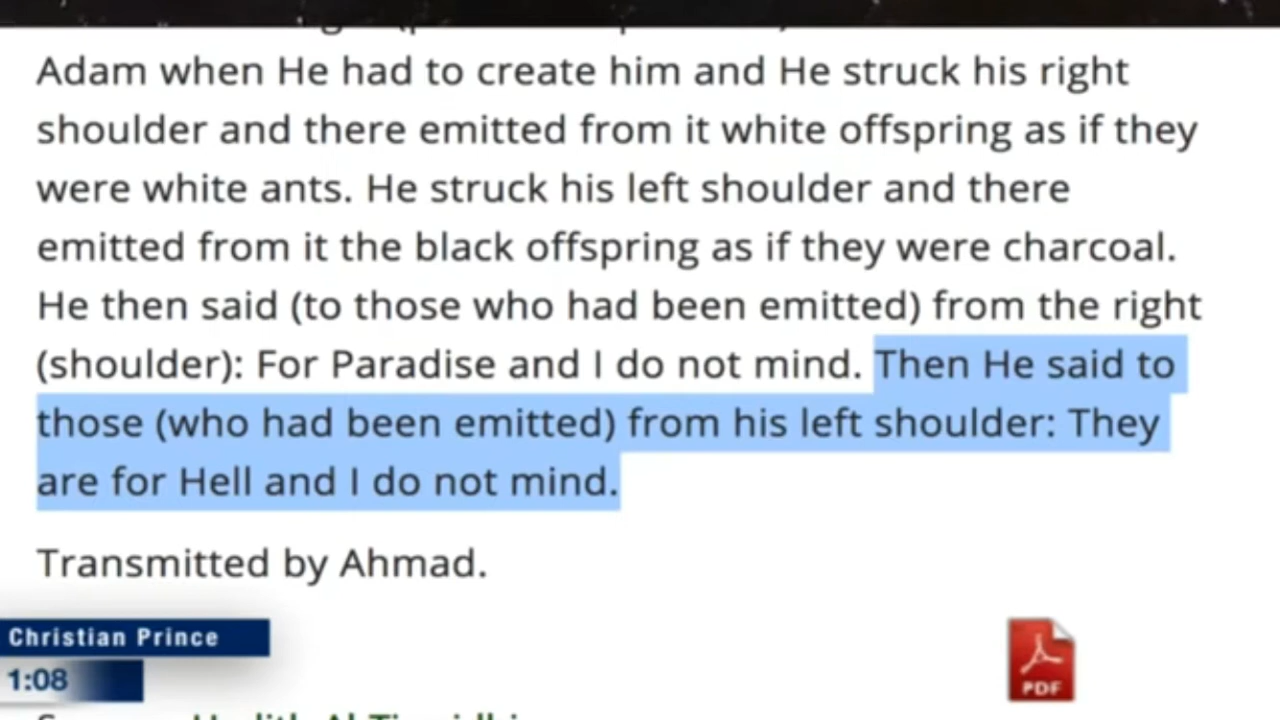 Adam when He had to create him and He struck his right
shoulder and there emitted from it white offspring as if they
were white ants. He struck his left shoulder and there
emitted from it the black offspring as if they were charcoal.
He then said (to those who had been emitted) from the right
(shoulder): For Paradise and I do not mind. Then He said to
those (who had been emitted) from his left shoulder: They
are for Hell and I do not mind.
Transmitted by Ahmad.
Christian Prince
1:08
PDF